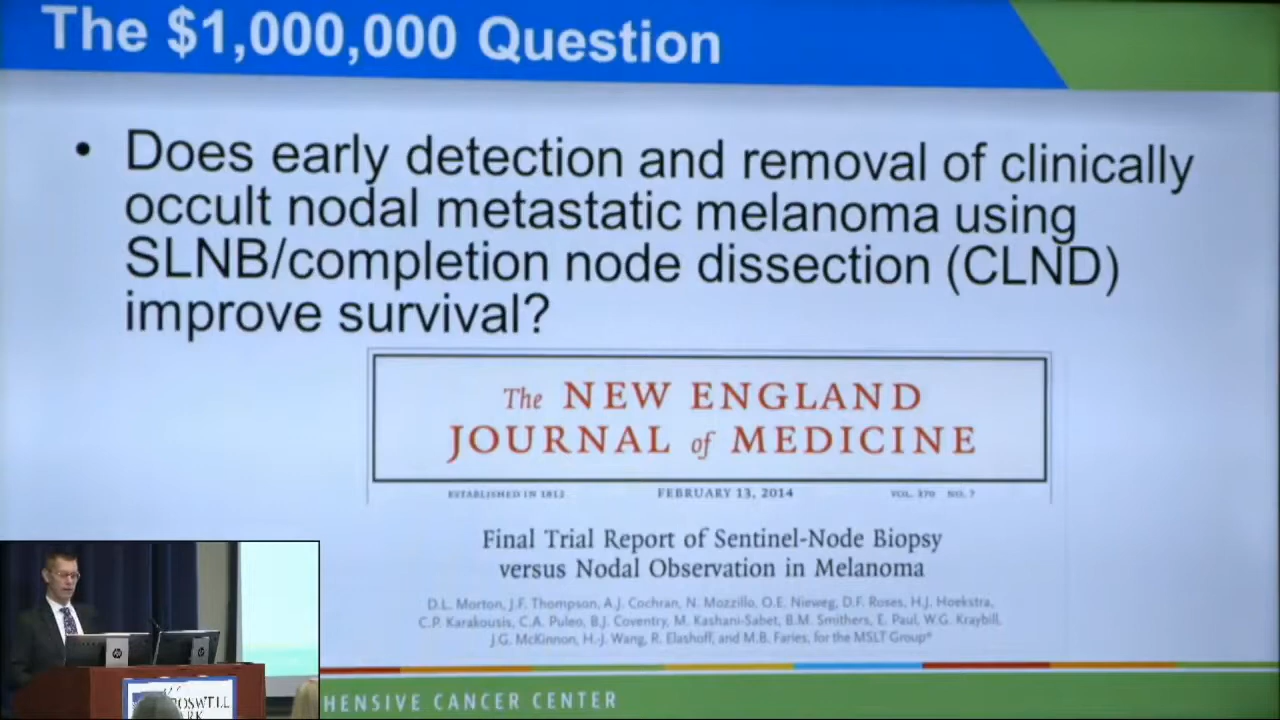 The $1,000,000 Question
• Does early detection and removal of clinically
occult nodal metastatic melanoma using
SLNB/completion node dissection (CLND)
improve survival?
The NEW ENGLAND
JOURNAL of MEDICINE
ESTABLISHED IN 1812 FEBRUARY 13, 2014 VOL. 370 NO. 7
Final Trial Report of Sentinel-Node Biopsy
versus Nodal Observation in Melanoma
D.L. Morton, J.F. Thompson, A.J. Cochran, N. Mozzillo, O.E. Nieweg, D.F. Roses, H.J. Hoekstra,
C.P. Karakousis, C.A. Puleo, B.J. Coventry, M. Kashani-Sabet, B.M. Smithers, E. Paul, W.G. Kraybill,
J.G. McKinnon, H.-J. Wang, R. Elashoff, and M.B. Faries, for the MSLT Group*
HENSIVE CANCER CENTER
hp
hp
ROSWELL
PARK